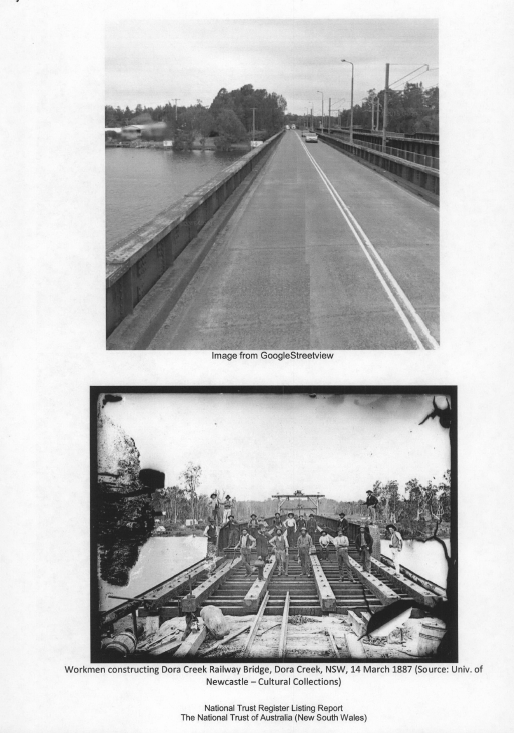 Image from GoogleStreetview
Workmen constructing Dora Creek Railway Bridge, Dora Creek, NSW, 14 March 1887 (Source: Univ. of
Newcastle – Cultural Collections)
National Trust Register Listing Report
The National Trust of Australia (New South Wales)